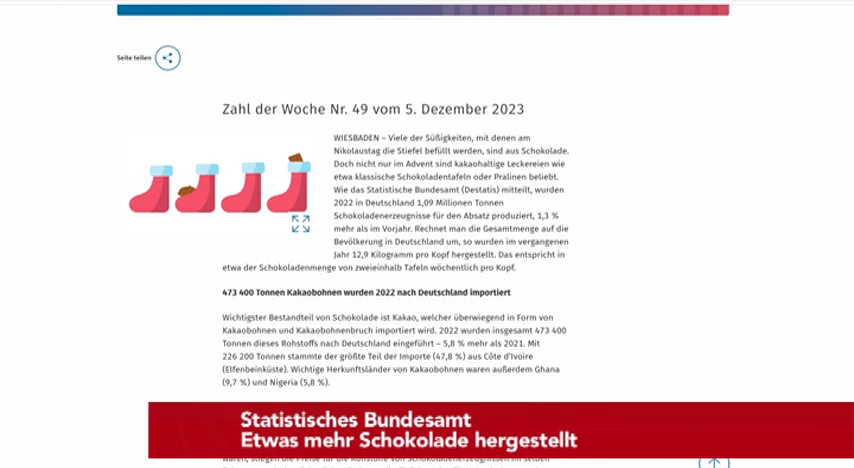 Seite teilen
Zahl der Woche Nr. 49 vom 5. Dezember 2023
WIESBADEN – Viele der Süßigkeiten, mit denen am
Nikolaustag die Stiefel befüllt werden, sind aus Schokolade.
Doch nicht nur im Advent sind kakaohaltige Leckereien wie
etwa klassische Schokoladentafeln oder Pralinen beliebt.
Wie das Statistische Bundesamt (Destatis) mitteilt, wurden
2022 in Deutschland 1,09 Millionen Tonnen
Schokoladenerzeugnisse für den Absatz produziert, 1,3 %
mehr als im Vorjahr. Rechnet man die Gesamtmenge auf die
Bevölkerung in Deutschland um, so wurden im vergangenen
Jahr 12,9 Kilogramm pro Kopf hergestellt. Das entspricht in
etwa der Schokoladenmenge von zweieinhalb Tafeln wöchentlich pro Kopf.
473 400 Tonnen Kakaobohnen wurden 2022 nach Deutschland importiert
Wichtigster Bestandteil von Schokolade ist Kakao, welcher überwiegend in Form von
Kakaobohnen und Kakaobohnenbruch importiert wird. 2022 wurden insgesamt 473 400
Tonnen dieses Rohstoffs nach Deutschland eingeführt – 5,8 % mehr als 2021. Mit
226 200 Tonnen stammte der größte Teil der Importe (47,8 %) aus Côte d'Ivoire
(Elfenbeinküste). Wichtige Herkunftsländer von Kakaobohnen waren außerdem Ghana
(9,7 %) und Nigeria (5,8 %).
Statistisches Bundesamt
Etwas mehr Schokolade hergestellt